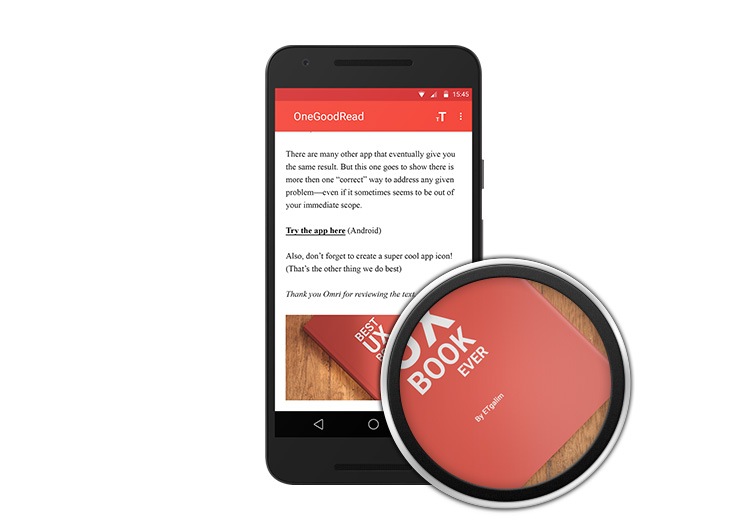 15:45
OneGoodRead
TT
There are many other app that eventually give you
the same result. But this one goes to show there is
more then one “correct” way to address any given
problem—even if it sometimes seems to be out of
your immediate scope.
Try the app here (Android)
Also, don’t forget to create a super cool app icon!
(That’s the other thing we do best)
Thank you Omri for reviewing the text
BEST
UX
UX
BOOK
EVER
By ETgalim